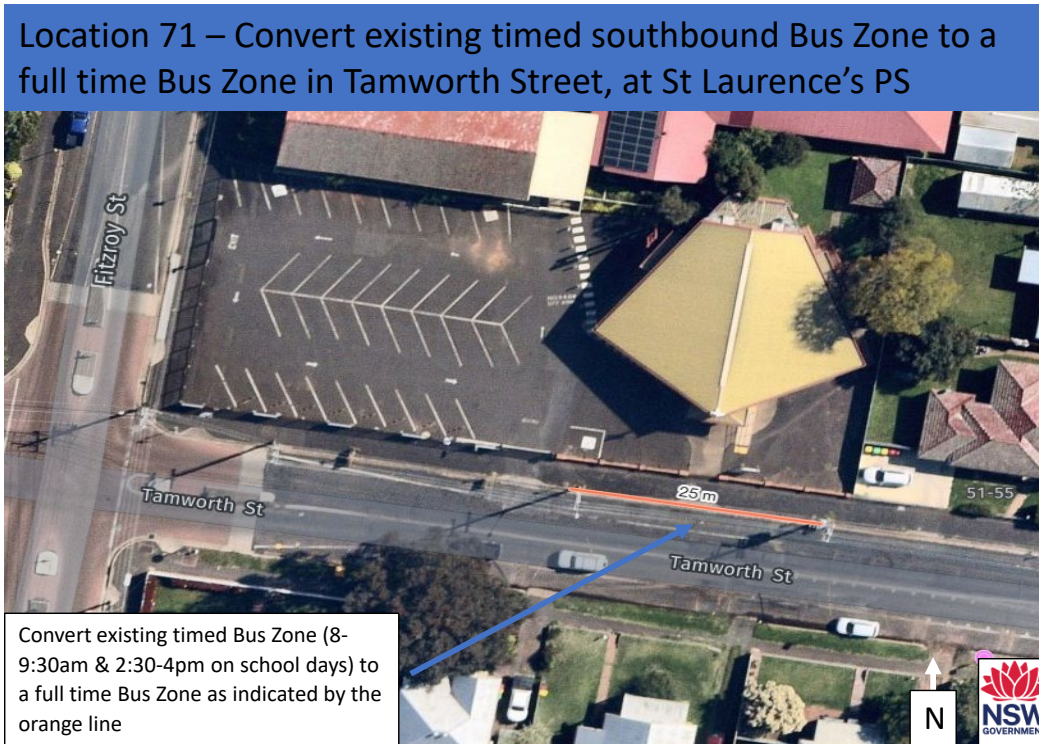 Location 71 – Convert existing timed southbound Bus Zone to a
full time Bus Zone in Tamworth Street, at St Laurence’s PS
Fitzroy St
Tamworth St
25 m
51-55
Tamworth St
Convert existing timed Bus Zone (8-
9:30am & 2:30-4pm on school days) to
a full time Bus Zone as indicated by the
orange line
N
NSW
GOVERNMENT